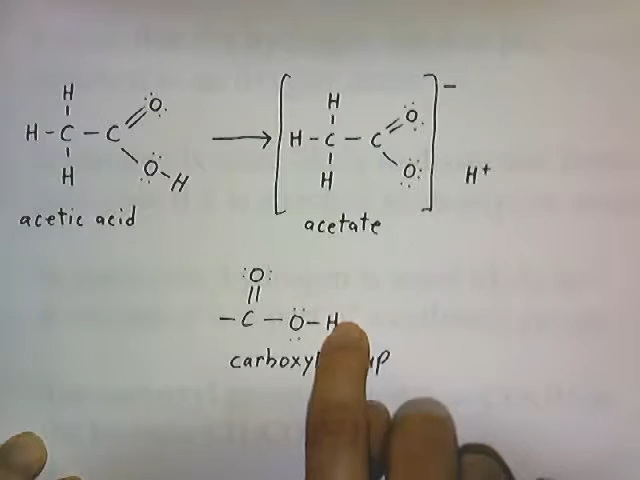 H H
H - C - C O O - H H
[ H - C - C O O ]⁻ H⁺
H H
acetic acid acetate
:O:
||
- C - O - H
carboxyl